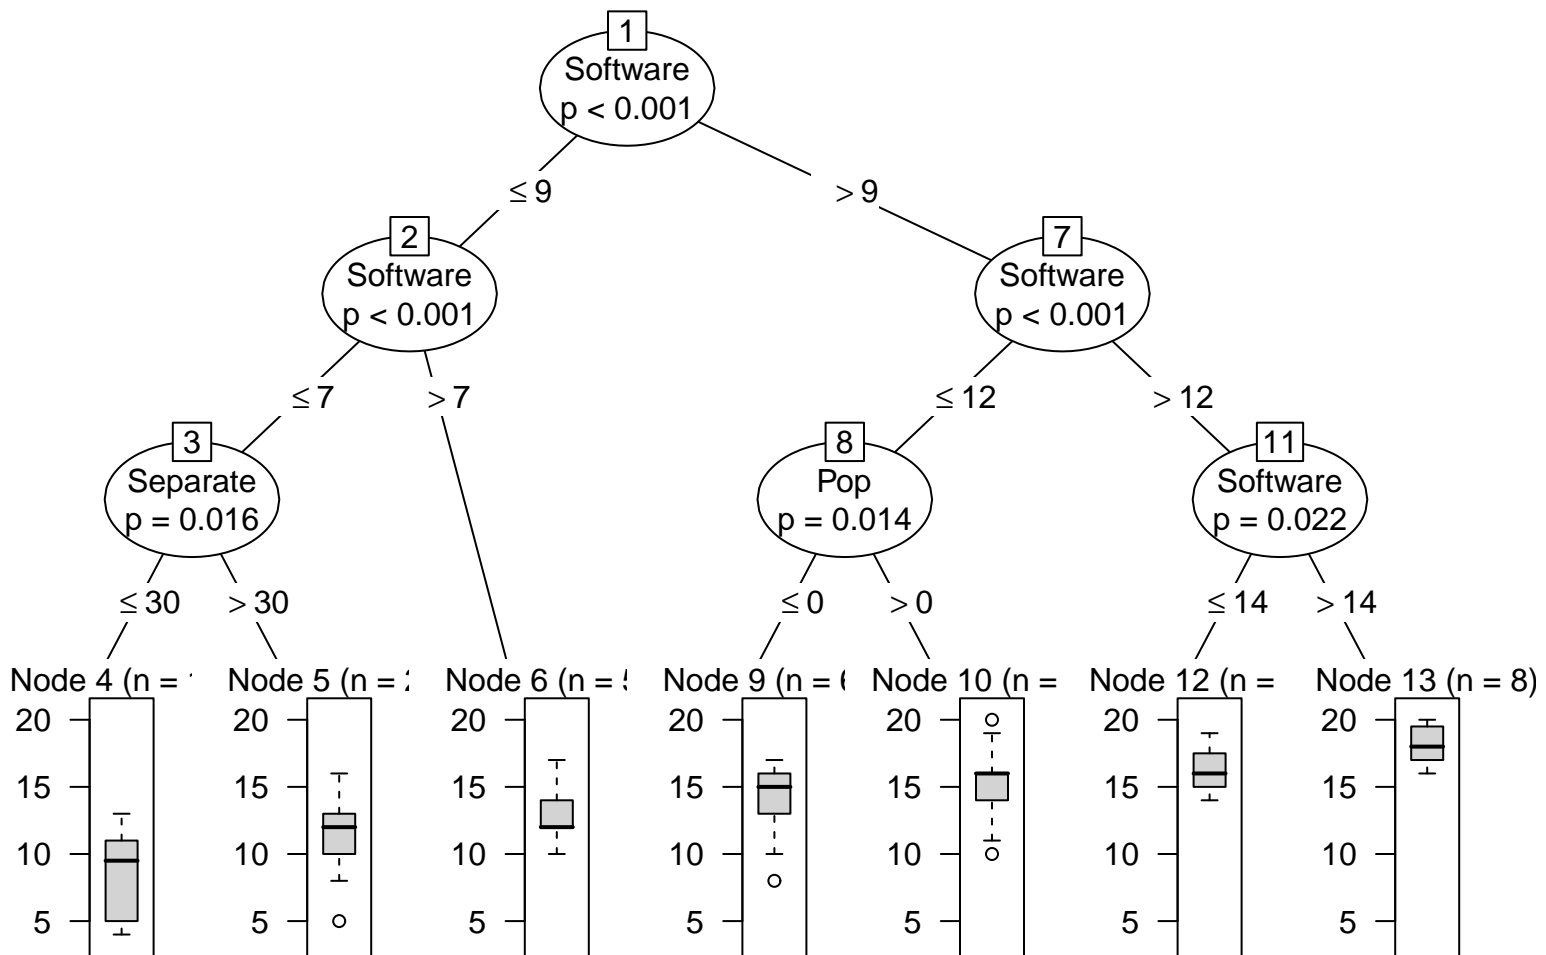 1
Software
p < 0.001
≤ 9
> 9
2
Software
p < 0.001
7
Software
p < 0.001
≤ 7
> 7
≤ 12
> 12
3
Separate
p = 0.016
8
Pop
p = 0.014
11
Software
p = 0.022
≤ 30
> 30
≤ 0
> 0
≤ 14
> 14
Node 4 (n =
Node 5 (n =
Node 6 (n =
Node 9 (n =
Node 10 (n =
Node 12 (n =
Node 13 (n = 8)
20 20 20 20 20 20 20
15 15 15 15 15 15 15
10 10 10 10 10 10 10
5 5 5 5 5 5 5